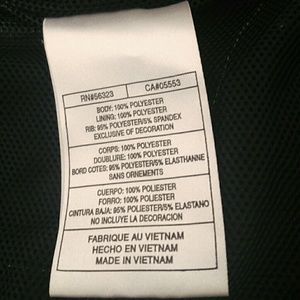 RN#56323 CA#05553
BODY: 100% POLYESTER
LINING: 100% POLYESTER
RIB: 95% POLYESTER/5% SPANDEX
EXCLUSIVE OF DECORATION
CORPS: 100% POLYESTER
DOUBLURE: 100% POLYESTER
BORD COTES: 95% POLYESTER/5% ELASTHANNE
SANS ORNEMENTS
CUERPO: 100% POLIESTER
FORRO: 100% POLIESTER
CINTURA BAJA: 95% POLIESTER/5% ELASTANO
NO INCLUYE LA DECORACION
FABRIQUE AU VIETNAM
HECHO EN VIETNAM
MADE IN VIETNAM